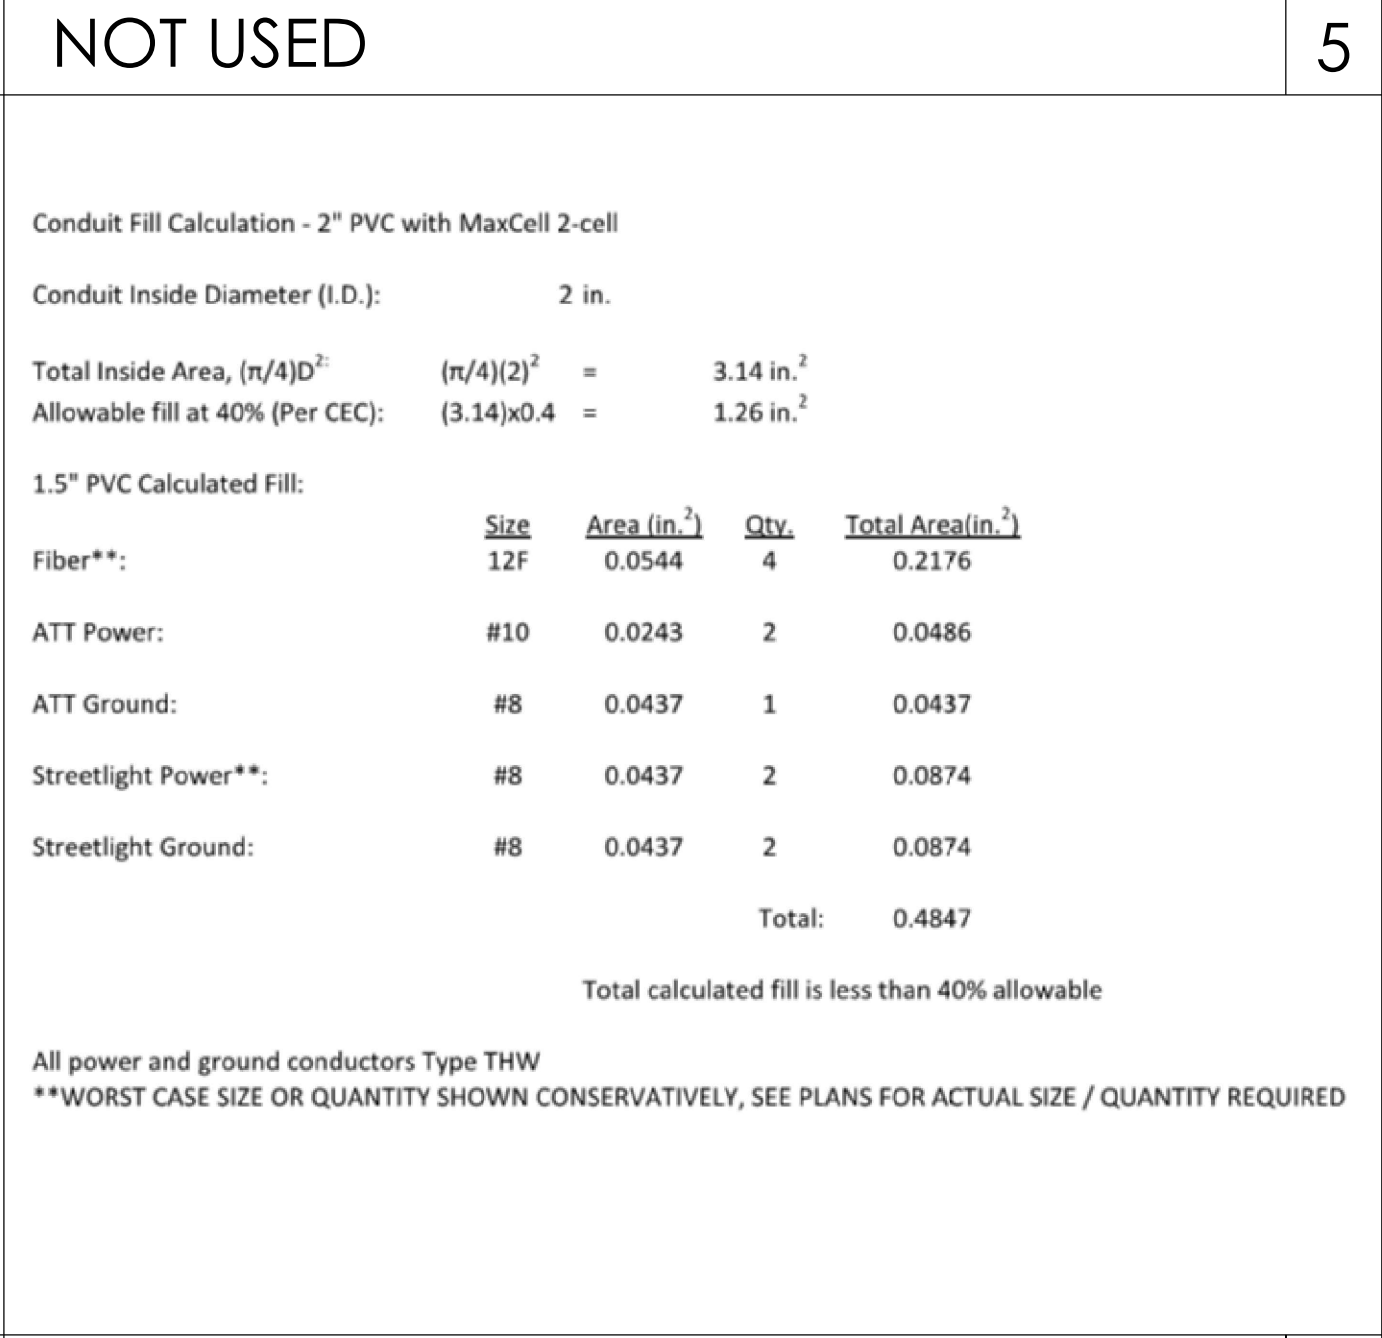 NOT USED 5
Conduit Fill Calculation - 2" PVC with MaxCell 2-cell
Conduit Inside Diameter (I.D.): 2 in.
Total Inside Area, (π/4)D²: (π/4)(2)² = 3.14 in.²
Allowable fill at 40% (Per CEC): (3.14)x0.4 = 1.26 in.²
1.5" PVC Calculated Fill:
Size Area (in.²) Qty. Total Area(in.²)
Fiber**: 12F 0.0544 4 0.2176
ATT Power: #10 0.0243 2 0.0486
ATT Ground: #8 0.0437 1 0.0437
Streetlight Power**: #8 0.0437 2 0.0874
Streetlight Ground: #8 0.0437 2 0.0874
Total: 0.4847
Total calculated fill is less than 40% allowable
All power and ground conductors Type THW
**WORST CASE SIZE OR QUANTITY SHOWN CONSERVATIVELY, SEE PLANS FOR ACTUAL SIZE / QUANTITY REQUIRED